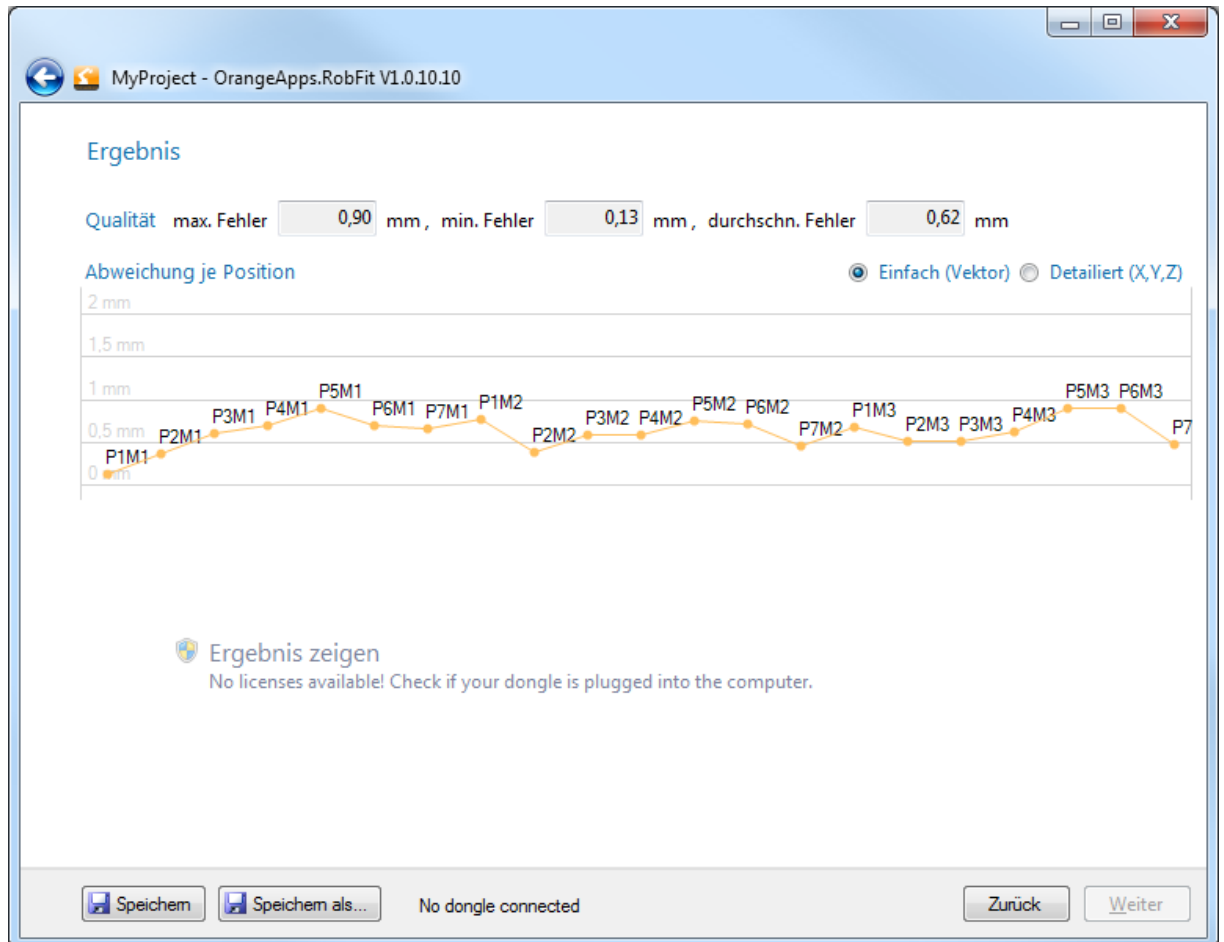 MyProject - OrangeApps.RobFit V1.0.10.10
Ergebnis
Qualität max. Fehler 0,90 mm , min. Fehler 0,13 mm , durchschn. Fehler 0,62 mm
Abweichung je Position Einfach (Vektor) Detailiert (X,Y,Z)
2 mm
1,5 mm
1 mm
0,5 mm
0 mm
P1M1 P2M1 P3M1 P4M1 P5M1 P6M1 P7M1 P1M2 P2M2 P3M2 P4M2 P5M2 P6M2 P7M2 P1M3 P2M3 P3M3 P4M3 P5M3 P6M3 P7
Ergebnis zeigen
No licenses available! Check if your dongle is plugged into the computer.
Speichern Speichern als... No dongle connected Zurück Weiter